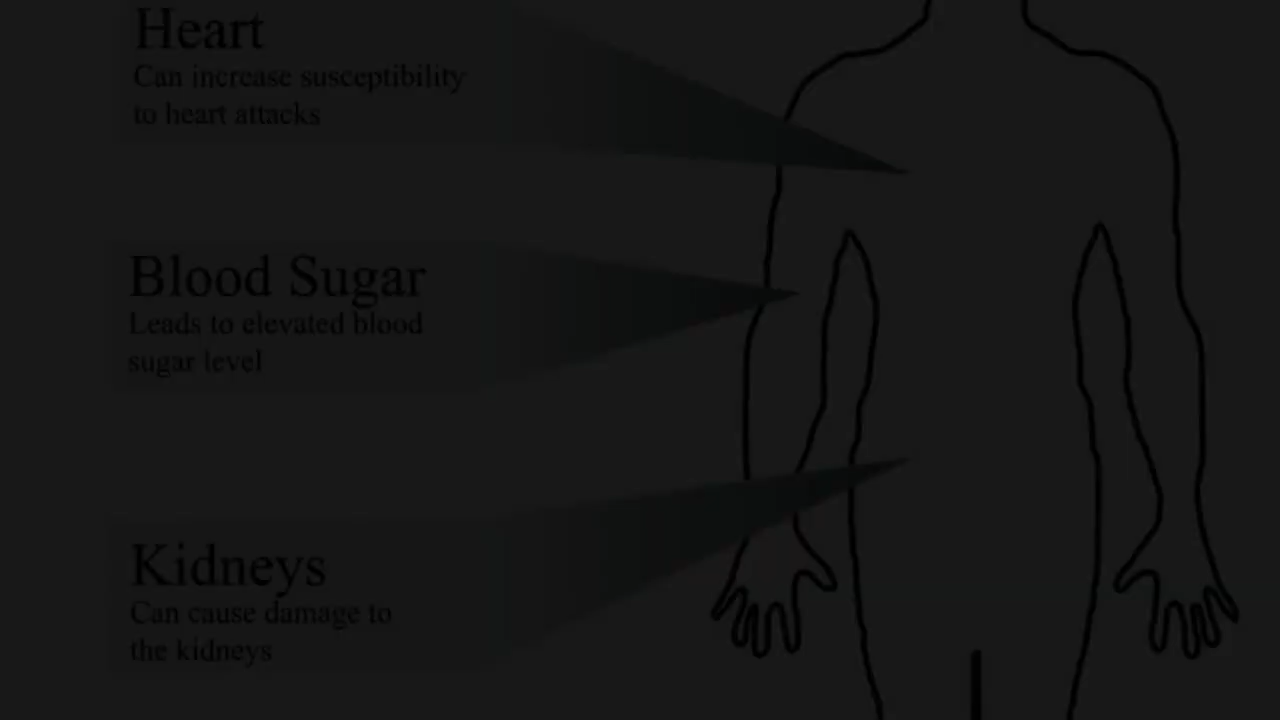 Heart
Can increase susceptibility
to heart attacks
Blood Sugar
Leads to elevated blood
sugar level
Kidneys
Can cause damage to
the kidneys